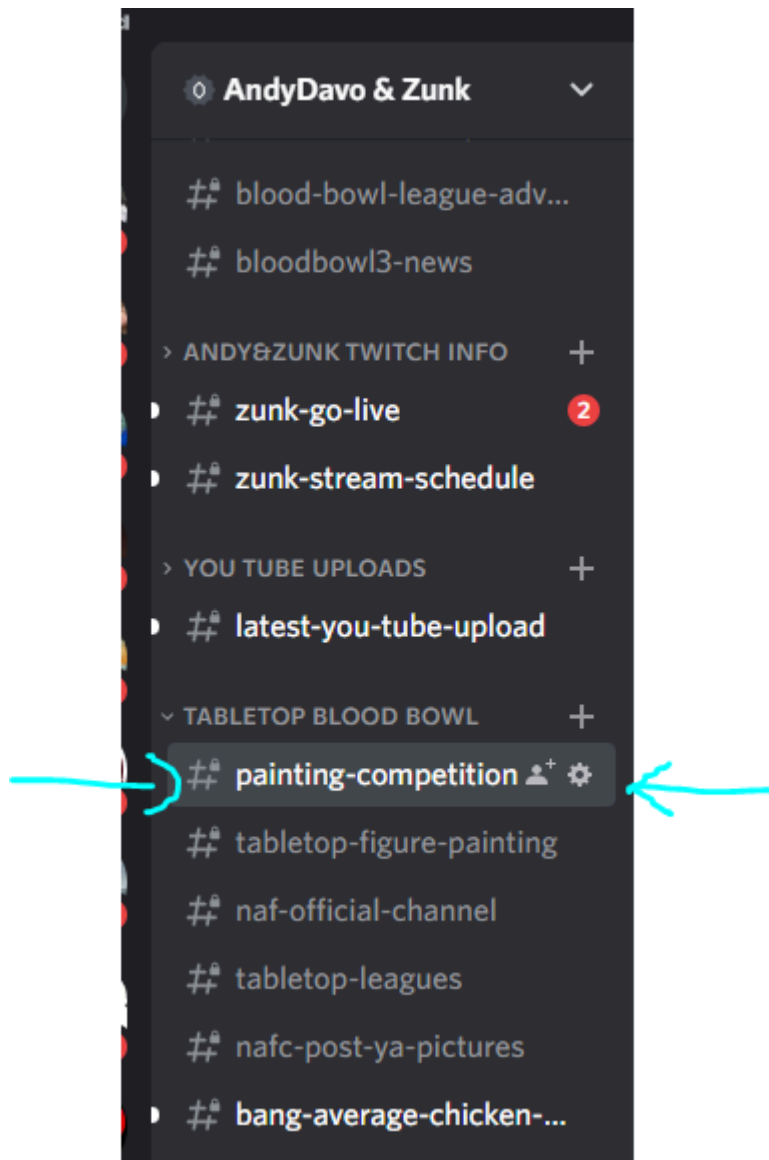 AndyDavo & Zunk
blood-bowl-league-adv...
bloodbowl3-news
ANDY&ZUNK TWITCH INFO
zunk-go-live 2
zunk-stream-schedule
YOU TUBE UPLOADS
latest-you-tube-upload
TABLETOP BLOOD BOWL
painting-competition
tabletop-figure-painting
naf-official-channel
tabletop-leagues
nafc-post-ya-pictures
bang-average-chicken-...